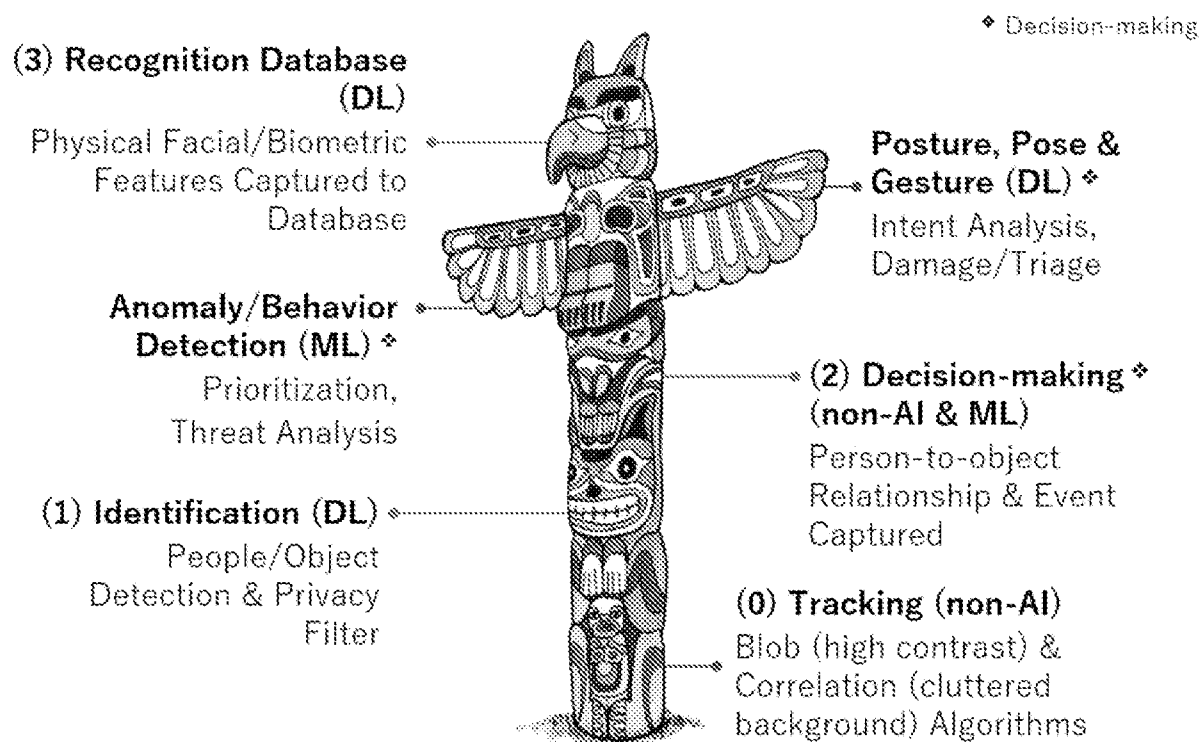 ❖ Decision-making
(3) Recognition Database
(DL)
Physical Facial/Biometric
Features Captured to
Database
Posture, Pose &
Gesture (DL) ❖
Intent Analysis,
Damage/Triage
Anomaly/Behavior
Detection (ML) ❖
Prioritization,
Threat Analysis
(2) Decision-making ❖
(non-AI & ML)
Person-to-object
Relationship & Event
Captured
(1) Identification (DL)
People/Object
Detection & Privacy
Filter
(0) Tracking (non-AI)
Blob (high contrast) &
Correlation (cluttered
background) Algorithms